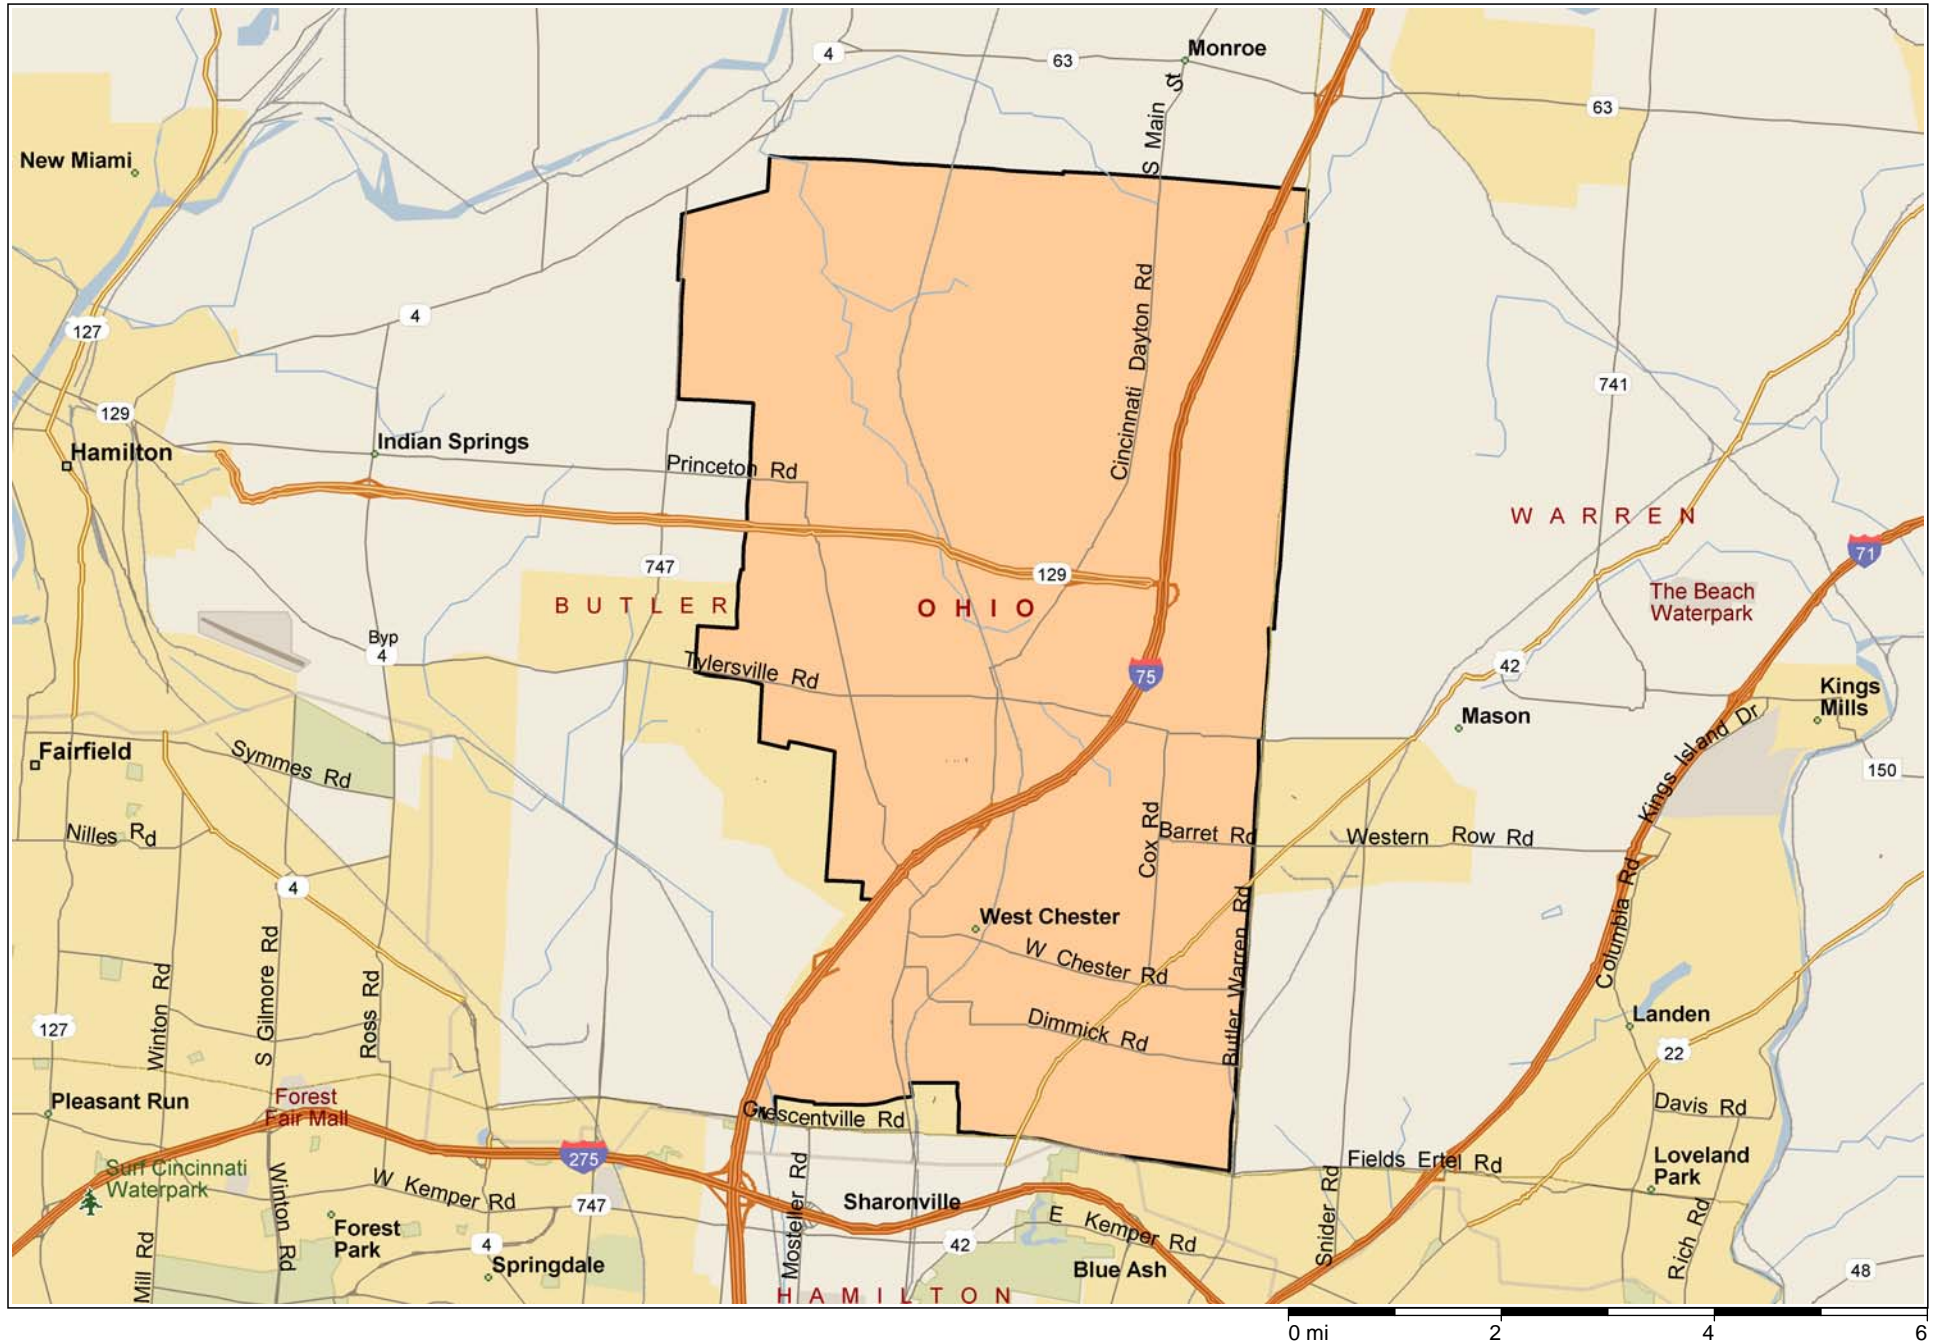 4
63
Monroe
S Main St
63
New Miami
127
4
Cincinnati Dayton Rd
741
129
Hamilton
Indian Springs
Princeton Rd
WARREN
71
747
129
BUTLER
OHIO
The Beach
Waterpark
Byp
4
Tylersville Rd
75
42
Kings
Mills
Mason
Kings Island Dr
Fairfield
Symmes Rd
150
Nilles Rd
Cox Rd
Barret Rd
Western Row Rd
4
Columbia Rd
West Chester
W Chester Rd
Butler Warren Rd
S Gilmore Rd
Winton Rd
Ross Rd
127
Dimmick Rd
Landen
22
Pleasant Run
Forest
Fair Mall
Crescentville Rd
Davis Rd
275
Surf Cincinnati
Waterpark
W Kemper Rd
747
Mosteller Rd
Sharonville
Fields Ertel Rd
Loveland
Park
Snider Rd
Rich Rd
Winton Rd
Forest
Park
E Kemper Rd
42
4
Springdale
Mill Rd
Blue Ash
48
HAMILTON
0 mi 2 4 6